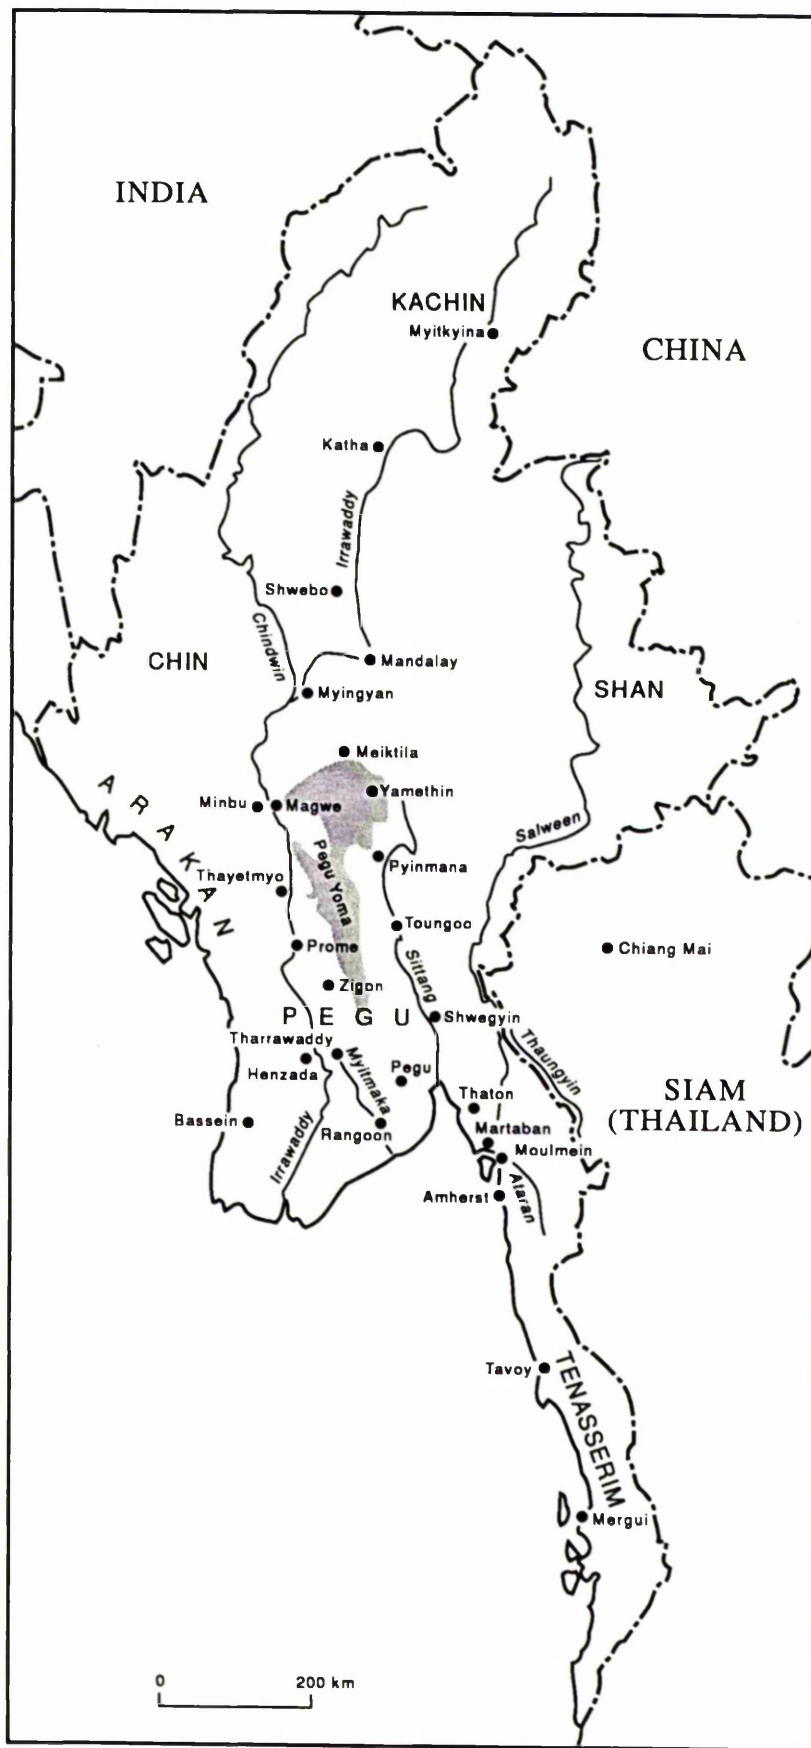 INDIA
KACHIN
Myitkyina
CHINA
Katha
Irrawaddy
Shwebo
Chindwin
CHIN
Mandalay
SHAN
Myingyan
Meiktila
ARAKAN
Minbu
Magwe
Yamethin
Salween
Pegu Yoma
Pyinmana
Thayetmyo
Toungoo
Prome
Chiang Mai
Sittang
Zigon
PEGU
Shwegyin
Tharrawaddy
Thaungyin
Henzada
Myitmaka
Pegu
Thaton
SIAM
(THAILAND)
Bassein
Rangoon
Martaban
Irrawaddy
Moulmein
Amherst
Ataran
Tavoy
TENASSERIM
Mergui
0
200 km